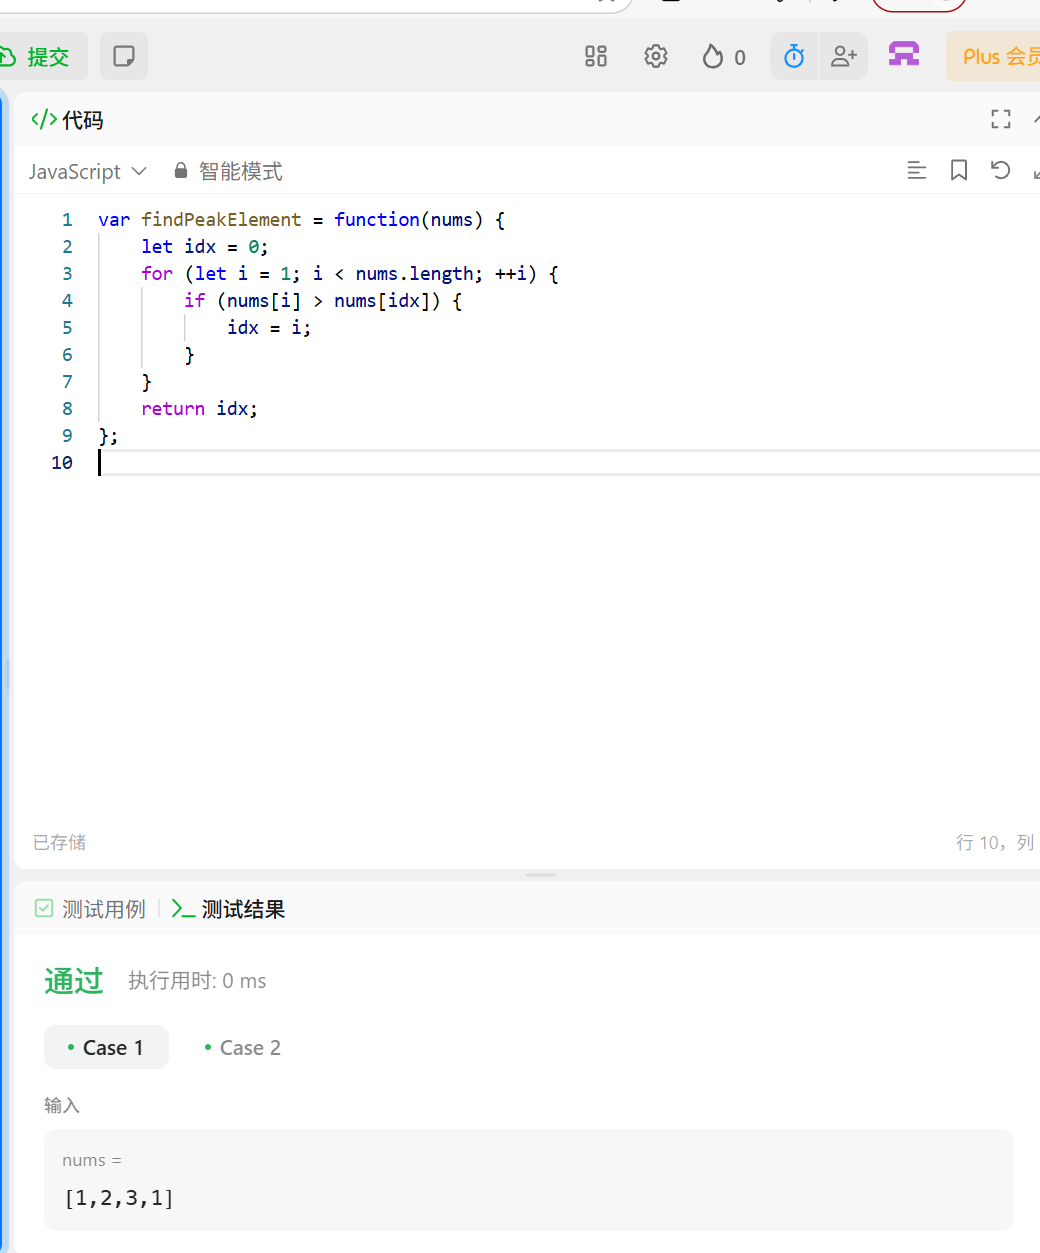 提交
0
Plus 会员
代码
JavaScript
智能模式
1 var findPeakElement = function(nums) {
2 let idx = 0;
3 for (let i = 1; i < nums.length; ++i) {
4 if (nums[i] > nums[idx]) {
5 idx = i;
6 }
7 }
8 return idx;
9 };
10
已存储
行 10，列
测试用例
测试结果
通过 执行用时: 0 ms
Case 1
Case 2
输入
nums =
[1,2,3,1]